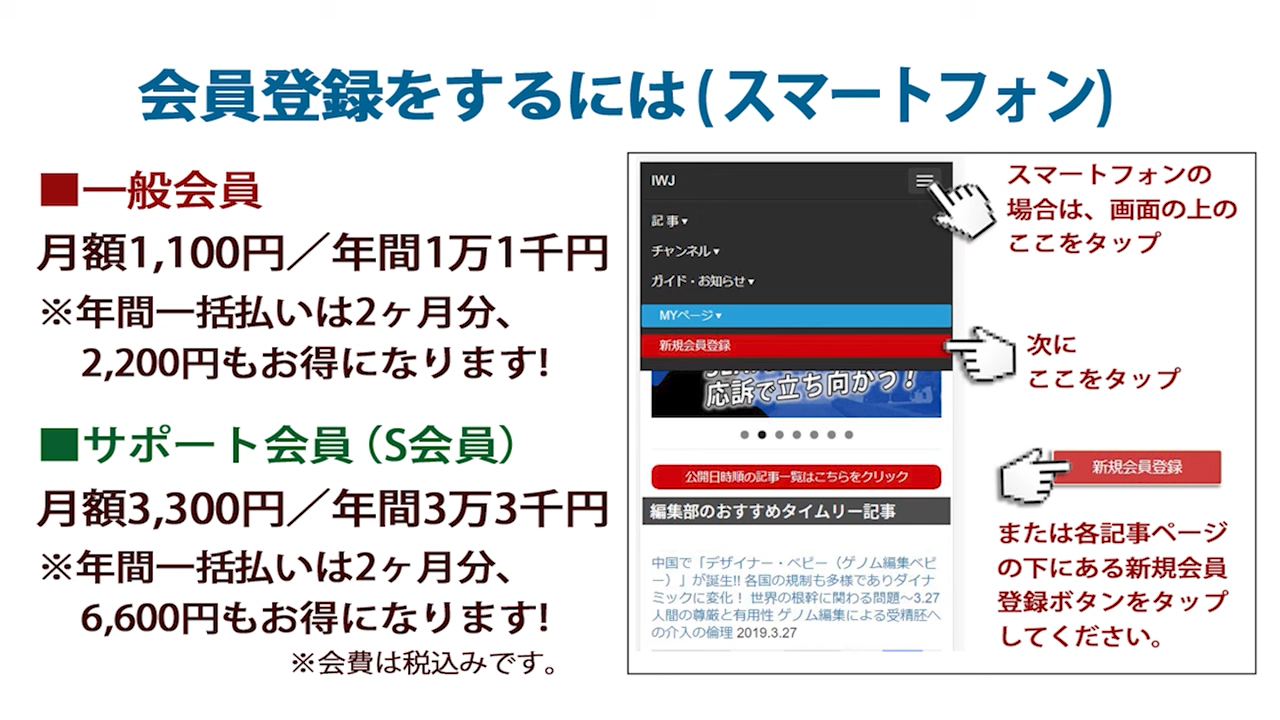 会員登録をするには(スマートフォン)
■一般会員
月額1,100円／年間1万1千円
※年間一括払いは2ヶ月分、
2,200円もお得になります!
■サポート会員（S会員）
月額3,300円／年間3万3千円
※年間一括払いは2ヶ月分、
6,600円もお得になります!
※会費は税込みです。
IWJ
記 事▾
チャンネル▾
ガイド・お知らせ▾
MYページ▾
新規会員登録
応訴で立ち向かう！
公開日時順の記事一覧はこちらをクリック
編集部のおすすめタイムリー記事
中国で「デザイナー・ベビー（ゲノム編集ベビ
ー）」が誕生!! 各国の規制も多様でありダイナ
ミックに変化！ 世界の根幹に関わる問題～3.27
人間の尊厳と有用性 ゲノム編集による受精胚へ
の介入の倫理 2019.3.27
スマートフォンの
場合は、画面の上の
ここをタップ
次に
ここをタップ
新規会員登録
または各記事ページ
の下にある新規会員
登録ボタンをタップ
してください。